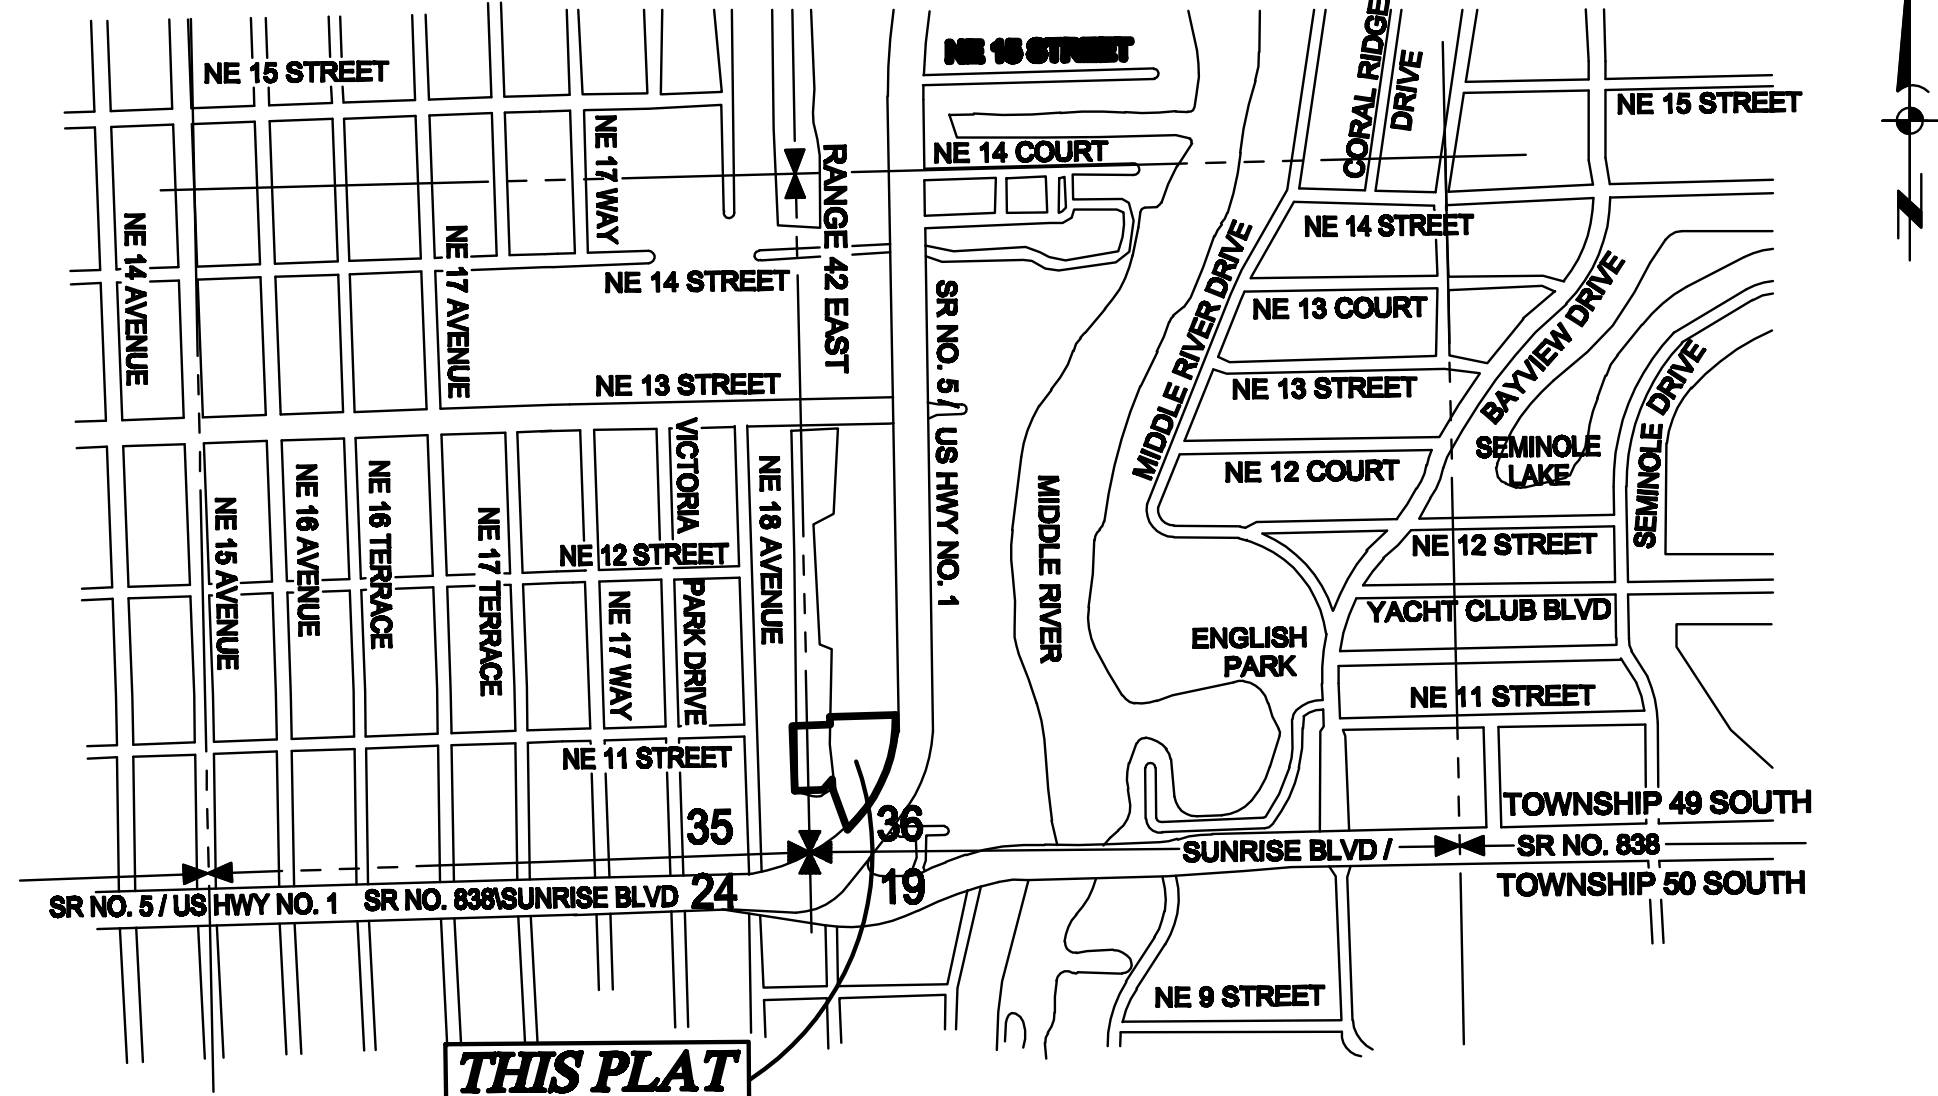 NE 15 STREET
NE 15 STREET
CORAL RIDGE
DRIVE
NE 15 STREET
NE 17 WAY
NE 14 COURT
RANGE 42 EAST
N
NE 14 AVENUE
NE 17 AVENUE
NE 14 STREET
NE 14 STREET
MIDDLE RIVER DRIVE
NE 13 COURT
BAYVIEW DRIVE
SR NO. 5 / US HWY NO. 1
NE 13 STREET
NE 13 STREET
SEMINOLE DRIVE
SEMINOLE
LAKE
NE 12 COURT
VICTORIA PARK DRIVE
NE 18 AVENUE
NE 15 AVENUE
NE 16 AVENUE
NE 16 TERRACE
NE 17 TERRACE
MIDDLE RIVER
NE 12 STREET
NE 12 STREET
NE 17 WAY
YACHT CLUB BLVD
ENGLISH
PARK
NE 11 STREET
NE 11 STREET
35
36
TOWNSHIP 49 SOUTH
SUNRISE BLVD /
SR NO. 838
TOWNSHIP 50 SOUTH
SR NO. 5 / US HWY NO. 1
SR NO. 838\SUNRISE BLVD
24
19
NE 9 STREET
THIS PLAT